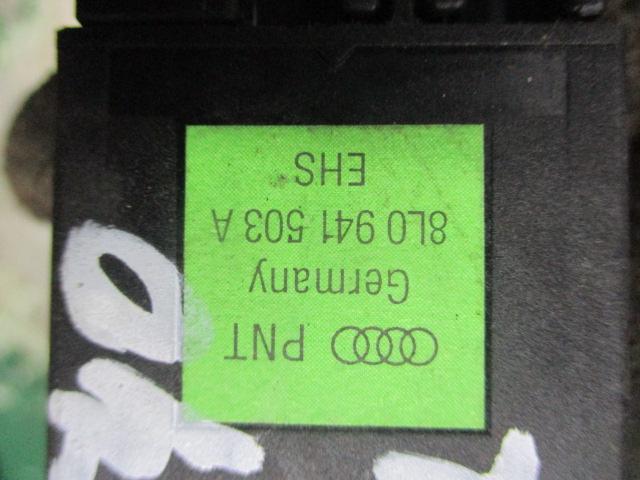 PNT
Germany
8L0 941 503 A
EHS